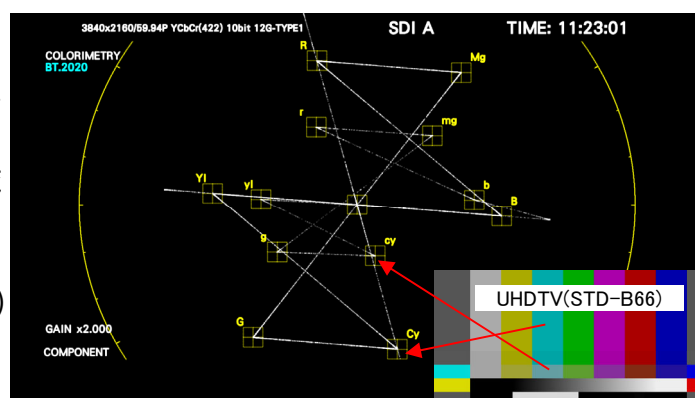 3840x2160/59.94P YCbCr(422) 10bit 12G-TYPE1 SDI A TIME: 11:23:01
COLORIMETRY
BT.2020
R
Mg
r
mg
Yl
yl
b
B
g
cy
UHDTV(STD-B66)
G
Cy
GAIN x2.000
COMPONENT